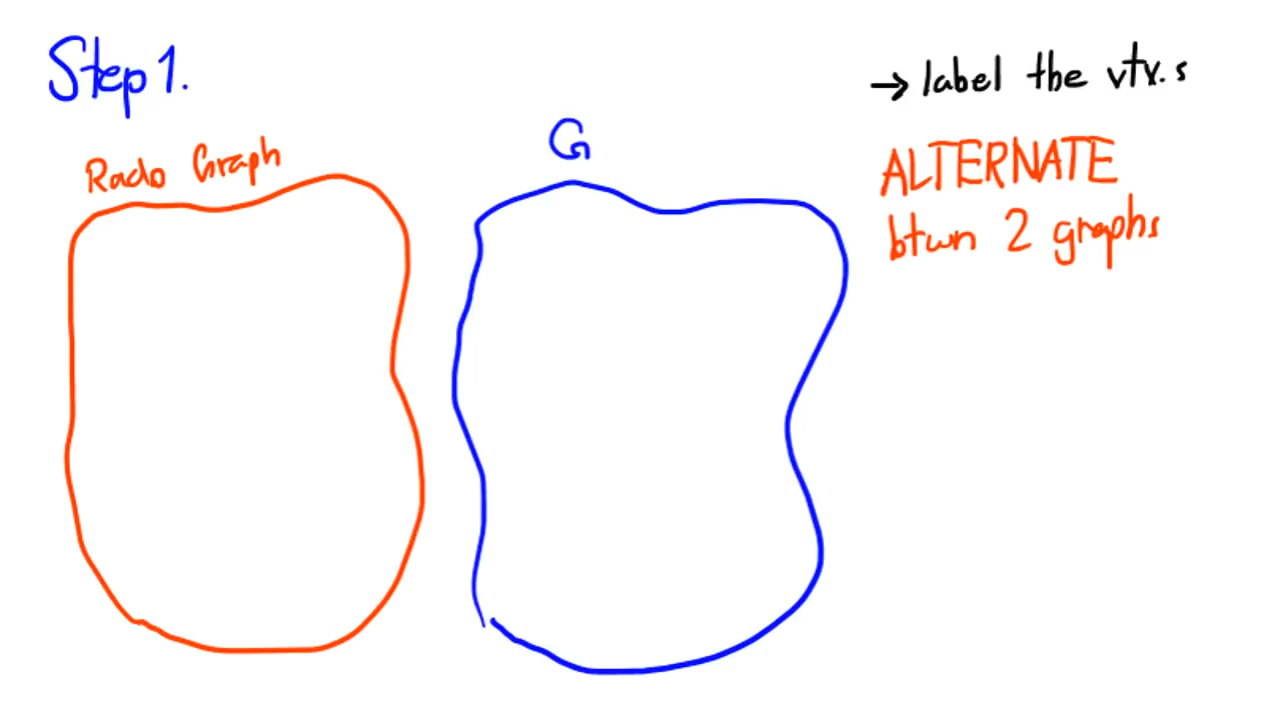 Step 1.
→ label the vtx.s
Rado Graph
G
ALTERNATE
btwn 2 graphs